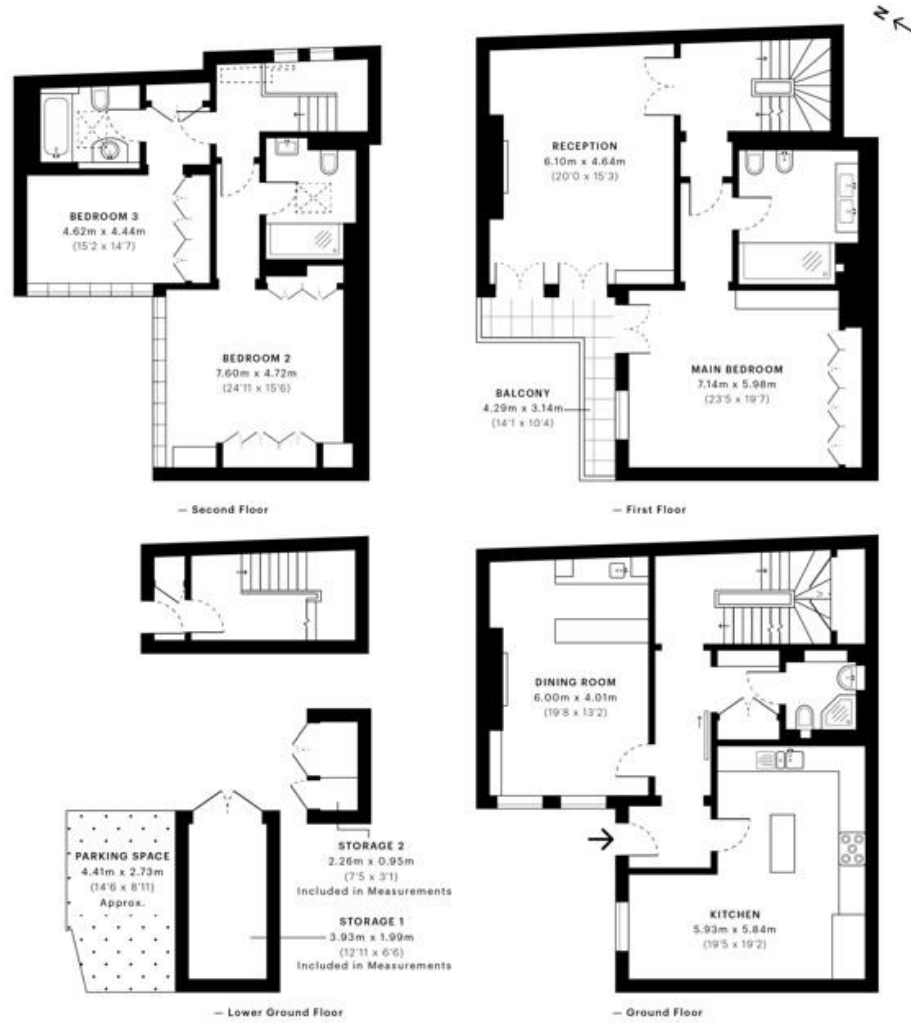 N
BEDROOM 3
4.62m x 4.44m
(15'2 x 14'7)
BEDROOM 2
7.60m x 4.72m
(24'11 x 15'6)
— Second Floor
RECEPTION
6.10m x 4.64m
(20'0 x 15'3)
MAIN BEDROOM
7.14m x 5.98m
(23'5 x 19'7)
BALCONY
4.29m x 3.14m
(14'1 x 10'4)
— First Floor
PARKING SPACE
4.41m x 2.73m
(14'6 x 8'11)
Approx.
STORAGE 2
2.26m x 0.95m
(7'5 x 3'1)
Included in Measurements
STORAGE 1
3.93m x 1.99m
(12'11 x 6'6)
Included in Measurements
— Lower Ground Floor
DINING ROOM
6.00m x 4.01m
(19'8 x 13'2)
KITCHEN
5.93m x 5.84m
(19'5 x 19'2)
— Ground Floor